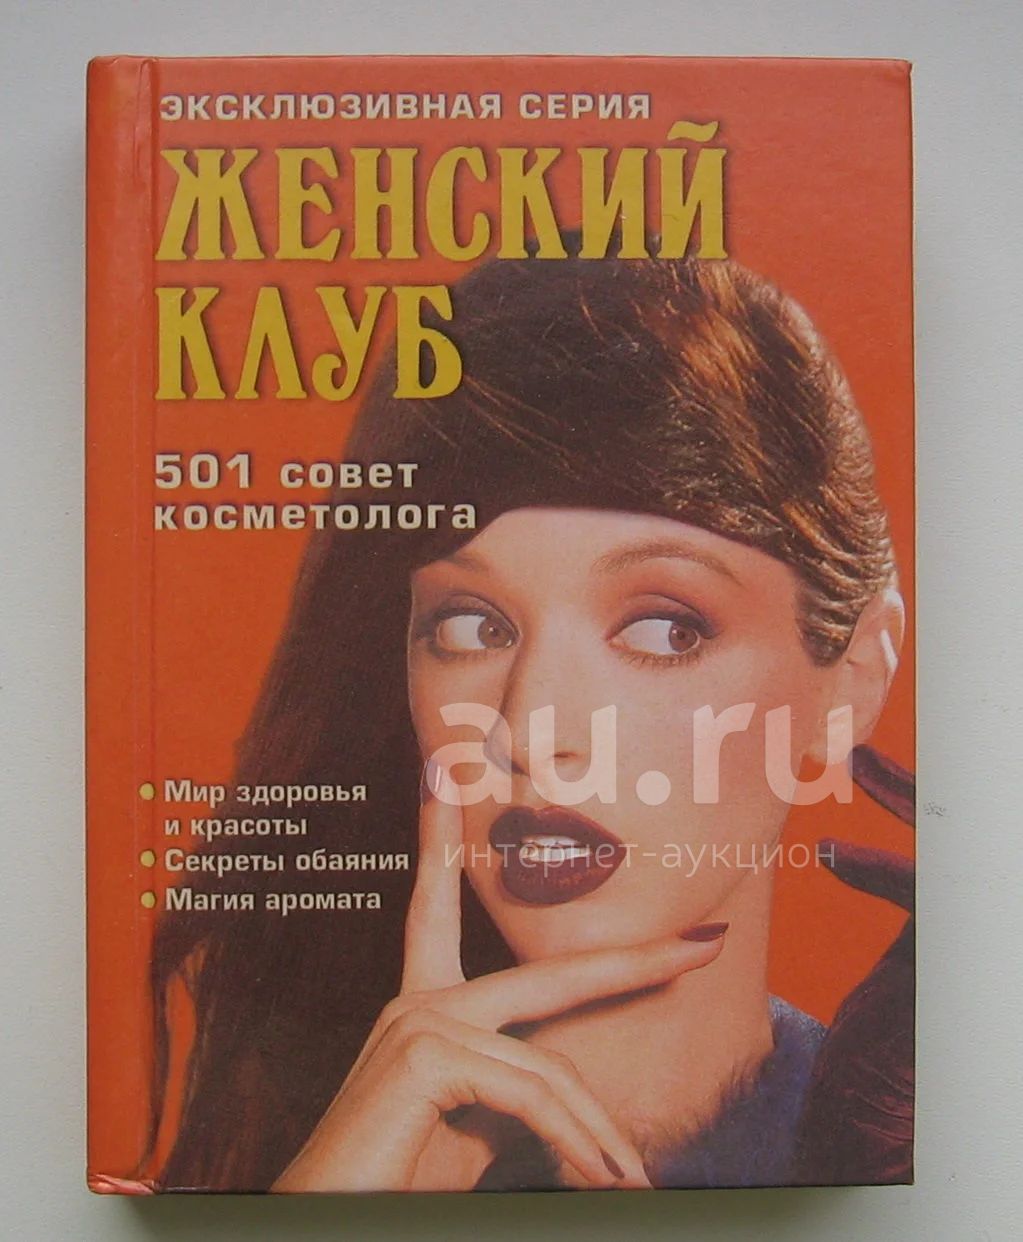 ЭКСКЛЮЗИВНАЯ СЕРИЯ
ЖЕНСКИЙ
КЛУБ
501 совет
косметолога
• Мир здоровья
и красоты
• Секреты обаяния
• Магия аромата
au.ru
интернет-аукцион